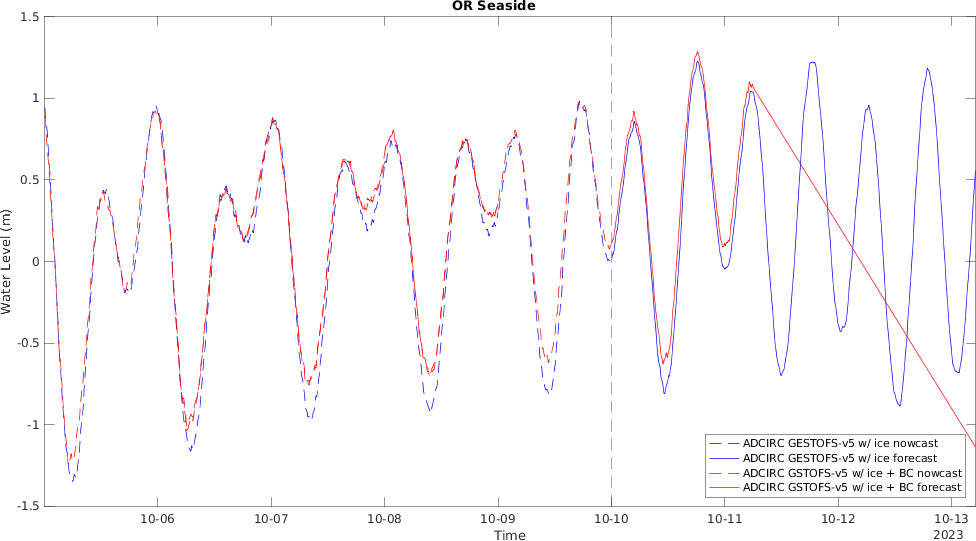 OR Seaside
1.5
1
0.5
0
-0.5
-1
-1.5
Water Level (m)
10-06
10-07
10-08
10-09
10-10
10-11
10-12
10-13
Time
2023
ADCIRC GESTOFS-v5 w/ ice nowcast
ADCIRC GESTOFS-v5 w/ ice forecast
ADCIRC GSTOFS-v5 w/ ice + BC nowcast
ADCIRC GSTOFS-v5 w/ ice + BC forecast